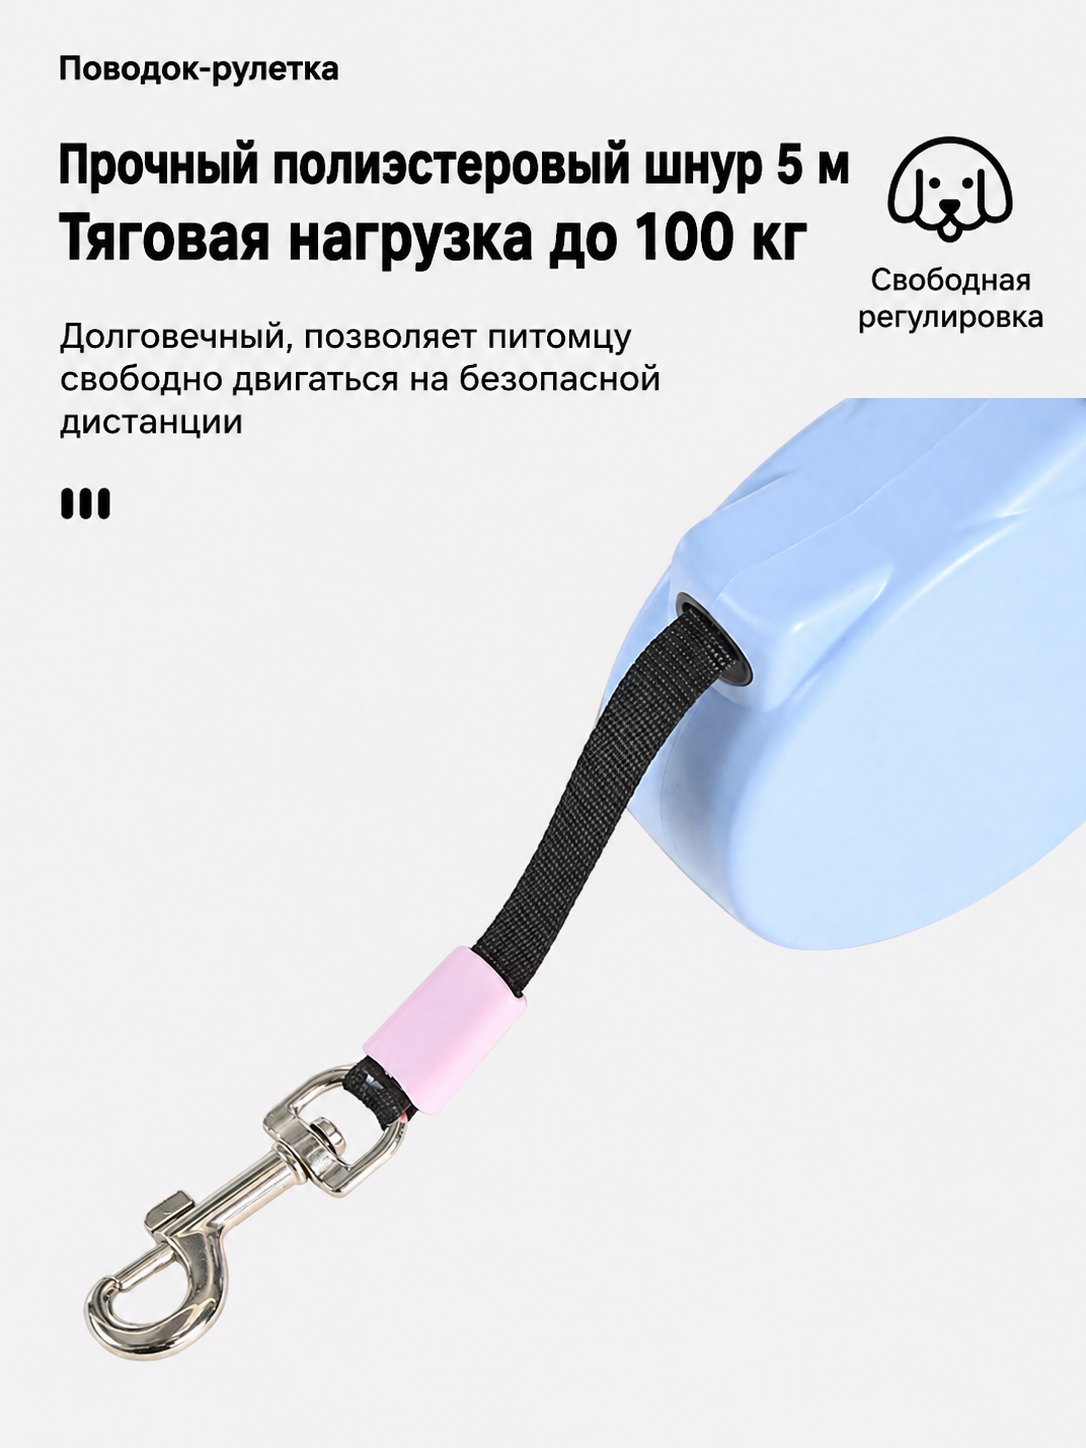 Поводок-рулетка
Прочный полиэстеровый шнур 5 м
Тяговая нагрузка до 100 кг
Свободная
регулировка
Долговечный, позволяет питомцу
свободно двигаться на безопасной
дистанции